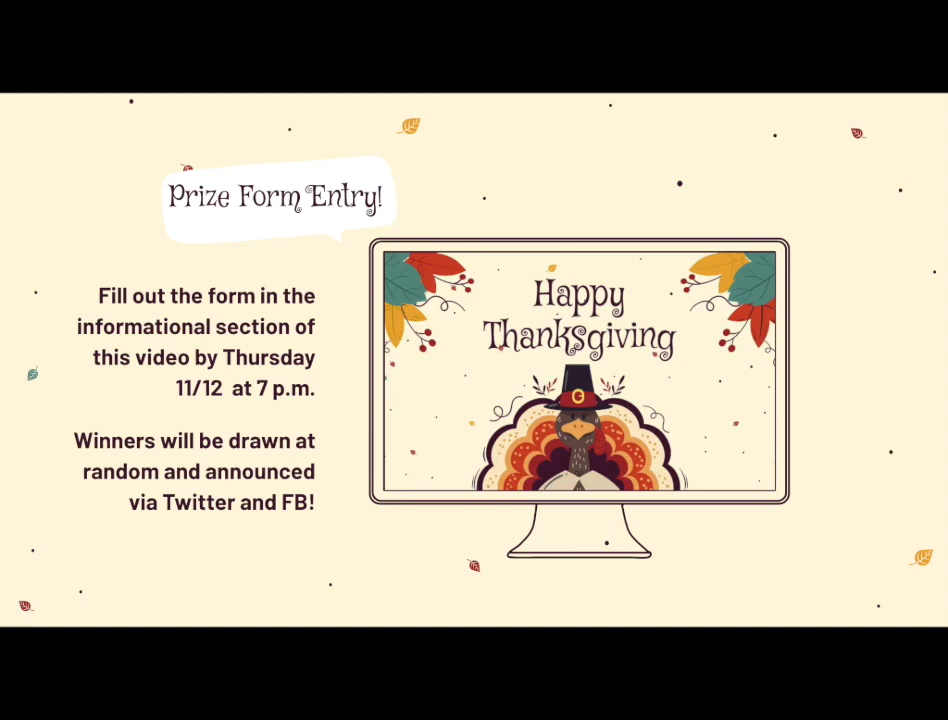 Prize Form Entry!
Fill out the form in the
informational section of
this video by Thursday
11/12 at 7 p.m.
Winners will be drawn at
random and announced
via Twitter and FB!
Happy
Thanksgiving